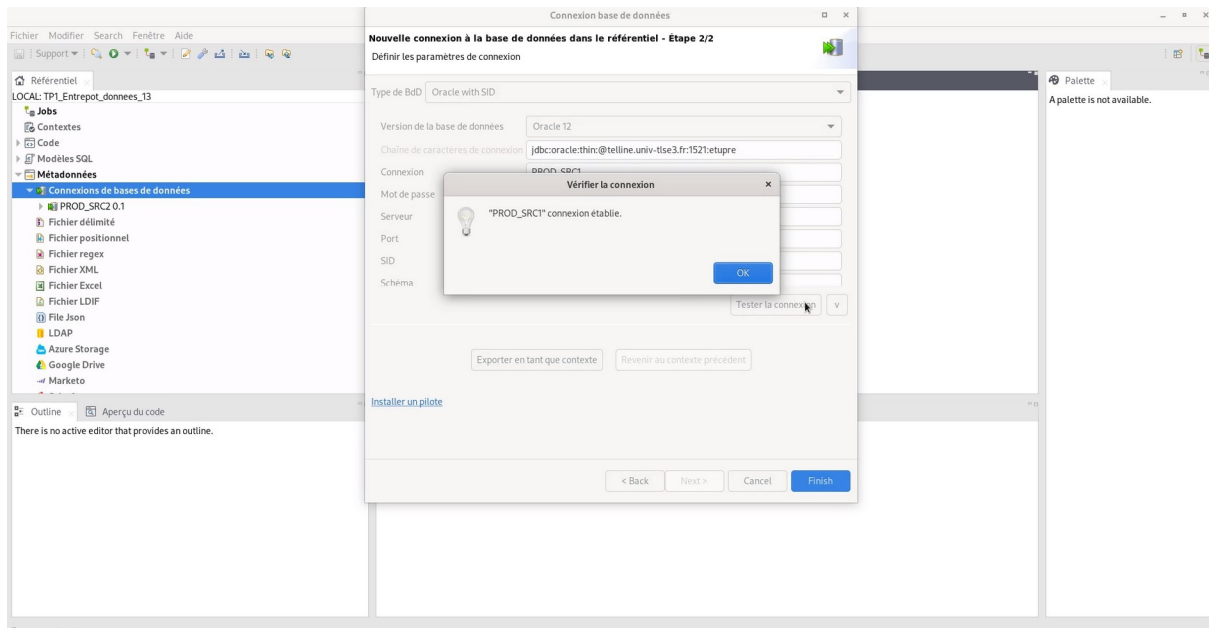 Connexion base de données
Fichier Modifier Search Fenêtre Aide
Support
Référentiel
LOCAL: TP1_Entrepot_donnees_13
Jobs
Contextes
Code
Modèles SQL
Métadonnées
Connexions de bases de données
PROD_SRC2 0.1
Fichier délimité
Fichier positionnel
Fichier regex
Fichier XML
Fichier Excel
Fichier LDIF
File Json
LDAP
Azure Storage
Google Drive
Marketo
Outline
Aperçu du code
There is no active editor that provides an outline.
Nouvelle connexion à la base de données dans le référentiel - Étape 2/2
Définir les paramètres de connexion
Type de BdD Oracle with SID
Version de la base de données Oracle 12
Chaîne de caractères de connexion jdbc:oracle:thin:@telline.univ-tlse3.fr:1521:etupre
Connexion PROD_SRC1
Mot de passe
Serveur
Port
SID
Schéma
Vérifier la connexion
"PROD_SRC1" connexion établie.
OK
Tester la connexion v
Exporter en tant que contexte Revenir au contexte précédent
Installer un pilote
< Back Next > Cancel Finish
Palette
A palette is not available.